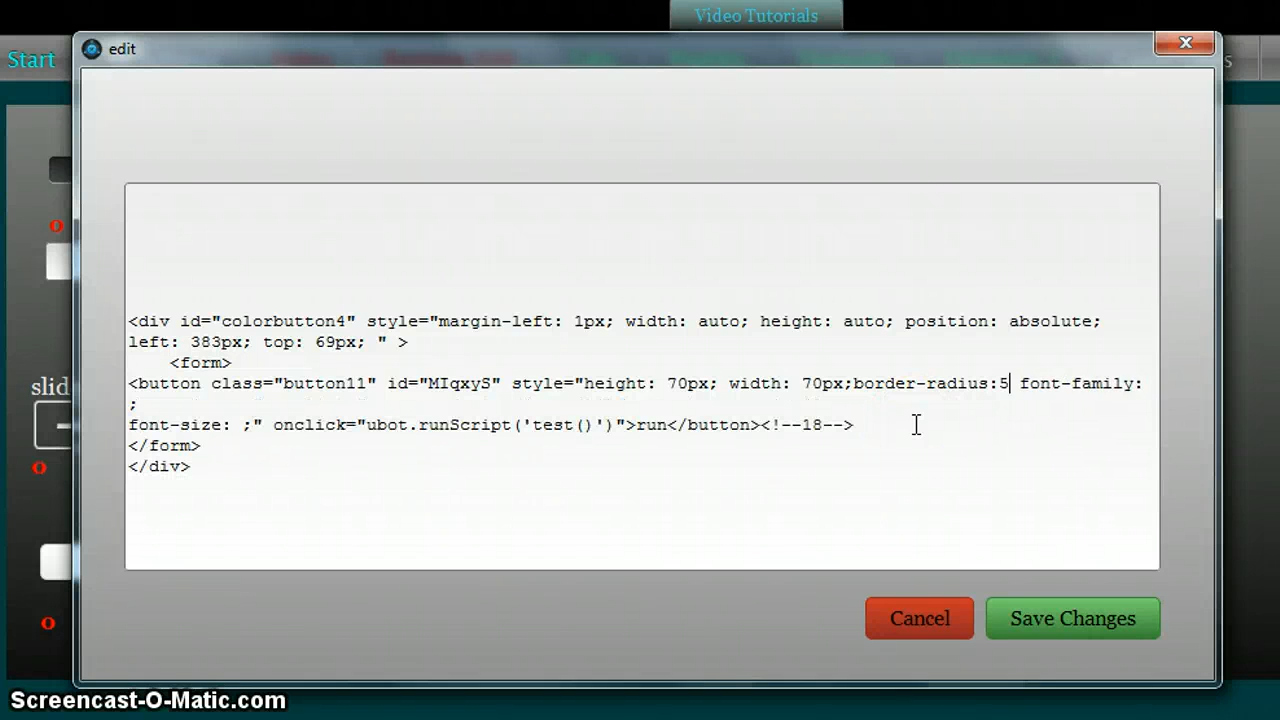 Video Tutorials
Start
edit
s
o
slid
o
o
<div id="colorbutton4" style="margin-left: 1px; width: auto; height: auto; position: absolute;
left: 383px; top: 69px; " >
<form>
<button class="button11" id="MIqxyS" style="height: 70px; width: 70px;border-radius:5 font-family:
;
font-size: ;" onclick="ubot.runScript('test()')">run</button><!--18-->
</form>
</div>
Cancel
Save Changes
Screencast-O-Matic.com